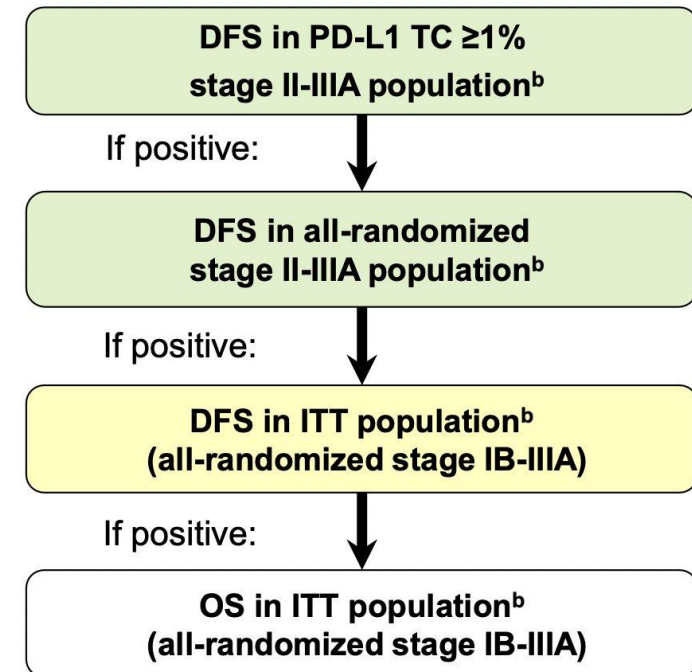 DFS in PD-L1 TC ≥1%
stage II-IIIA populationᵇ
If positive:
DFS in all-randomized
stage II-IIIA populationᵇ
If positive:
DFS in ITT populationᵇ
(all-randomized stage IB-IIIA)
If positive:
OS in ITT populationᵇ
(all-randomized stage IB-IIIA)